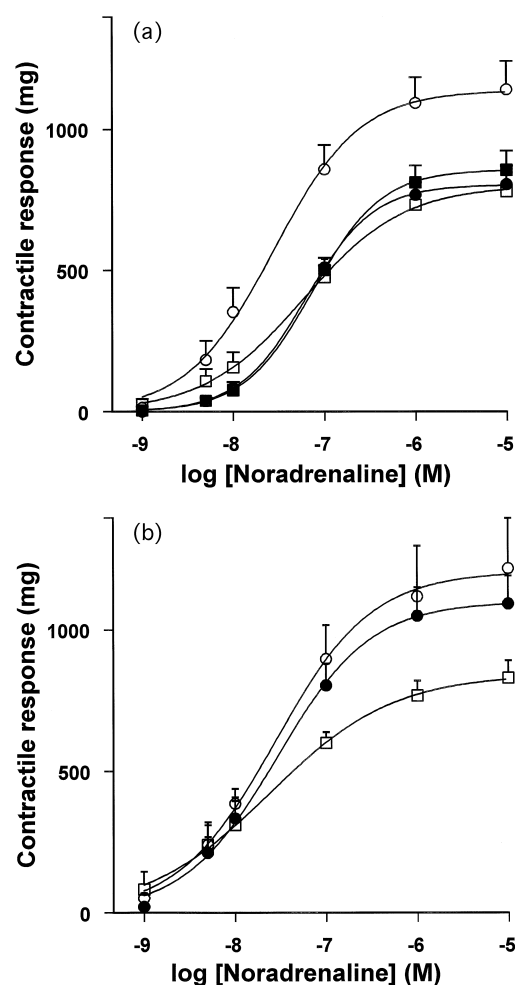 (a)
Contractile response (mg)
1000
500
0
-9 -8 -7 -6 -5
log [Noradrenaline] (M)
(b)
Contractile response (mg)
1000
500
0
-9 -8 -7 -6 -5
log [Noradrenaline] (M)